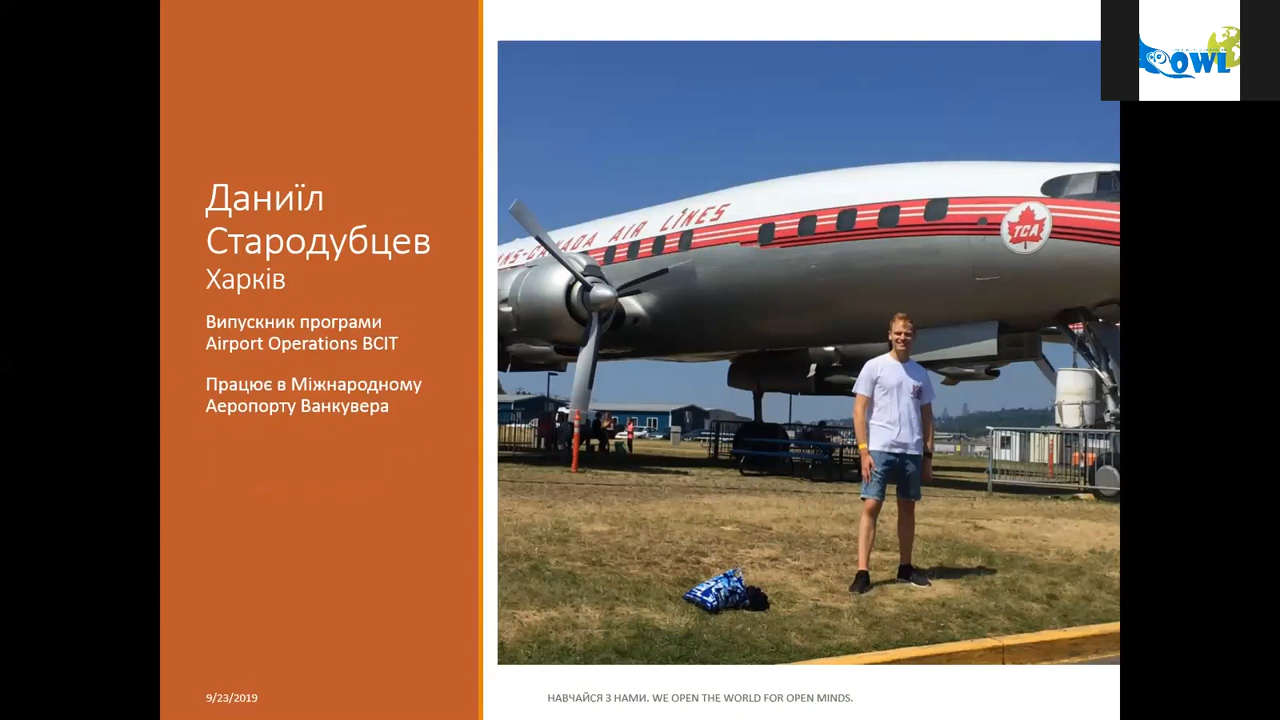 Даниїл
Стародубцев
Харків
Випускник програми
Airport Operations BCIT
Працює в Міжнародному
Аеропорту Ванкувера
9/23/2019
НАВЧАЙСЯ З НАМИ. WE OPEN THE WORLD FOR OPEN MINDS.
CANADA AIR LINES
TCA
OWL